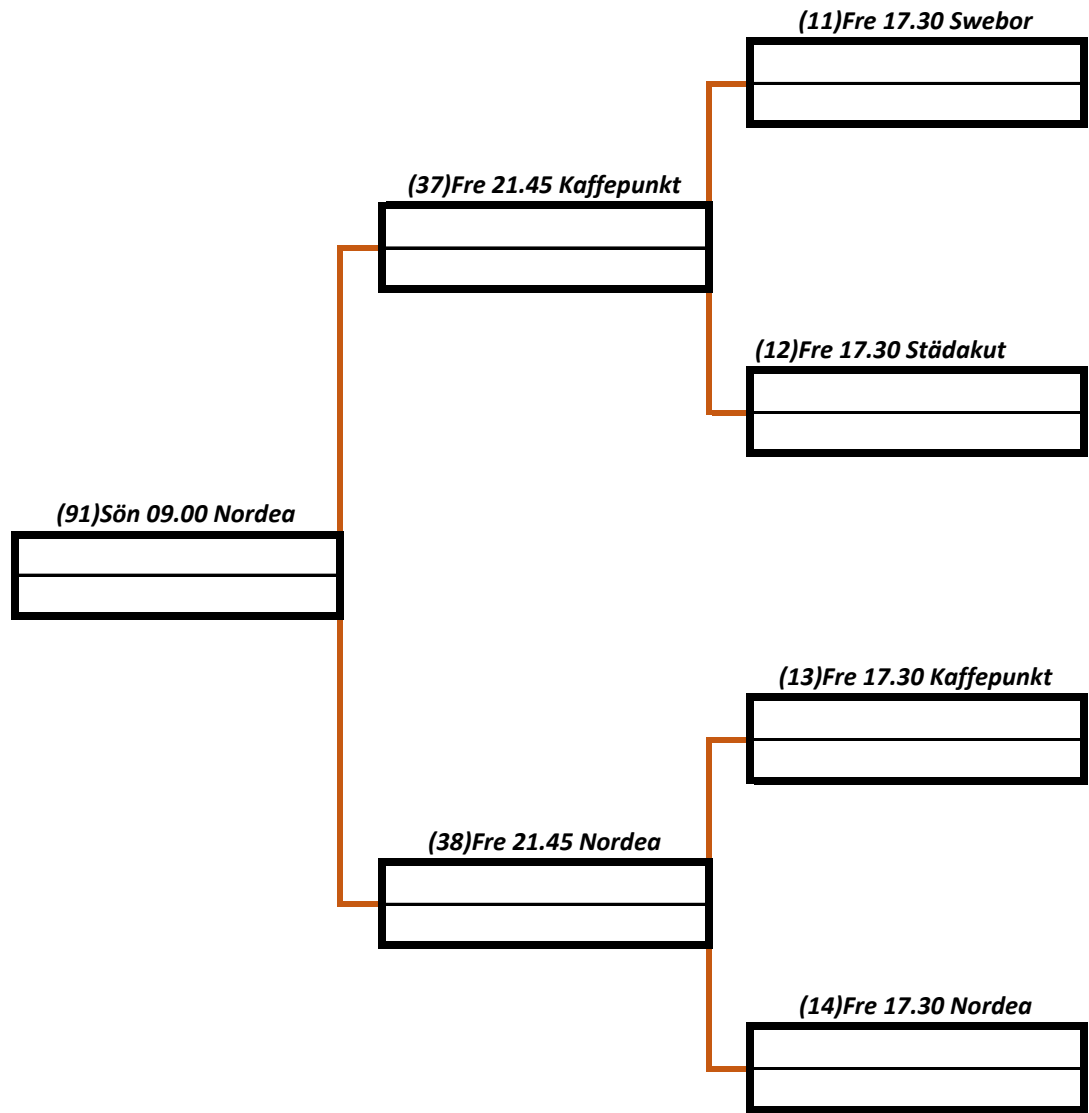 (11)Fre 17.30 Swebor
(37)Fre 21.45 Kaffepunkt
(12)Fre 17.30 Städakut
(91)Sön 09.00 Nordea
(13)Fre 17.30 Kaffepunkt
(38)Fre 21.45 Nordea
(14)Fre 17.30 Nordea